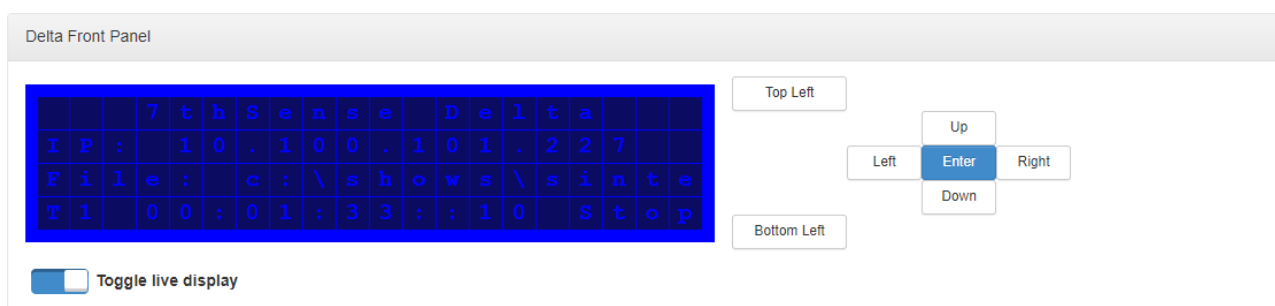 Delta Front Panel
7thSense Delta
IP: 10.100.101.227
File: c:\shows\sinte
T1 00:01:33::10 Stop
Top Left
Up
Left Enter Right
Down
Bottom Left
Toggle live display